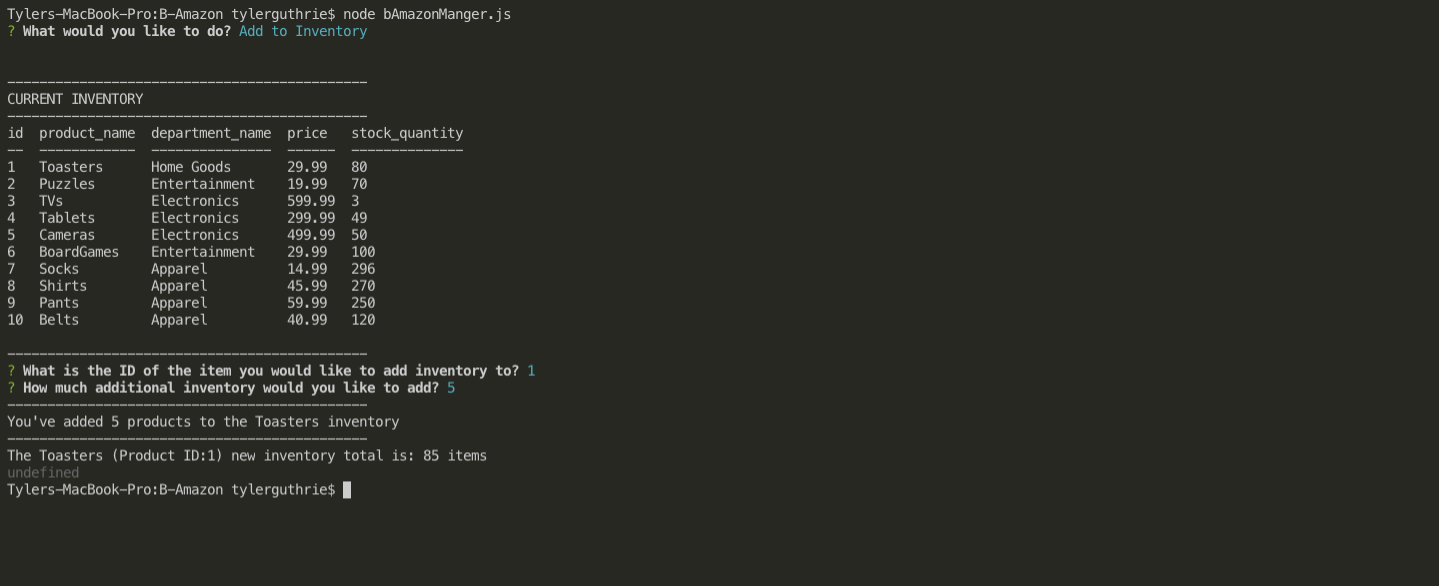 Tylers-MacBook-Pro:B-Amazon tylerguthrie$ node bAmazonManger.js
? What would you like to do? Add to Inventory
---------------------------------------------
CURRENT INVENTORY
---------------------------------------------
id  product_name  department_name  price   stock_quantity
--  ------------  ---------------  ------  --------------
1   Toasters      Home Goods       29.99   80
2   Puzzles       Entertainment    19.99   70
3   TVs           Electronics      599.99  3
4   Tablets       Electronics      299.99  49
5   Cameras       Electronics      499.99  50
6   BoardGames    Entertainment    29.99   100
7   Socks         Apparel          14.99   296
8   Shirts        Apparel          45.99   270
9   Pants         Apparel          59.99   250
10  Belts         Apparel          40.99   120
---------------------------------------------
? What is the ID of the item you would like to add inventory to? 1
? How much additional inventory would you like to add? 5
---------------------------------------------
You've added 5 products to the Toasters inventory
---------------------------------------------
The Toasters (Product ID:1) new inventory total is: 85 items
undefined
Tylers-MacBook-Pro:B-Amazon tylerguthrie$